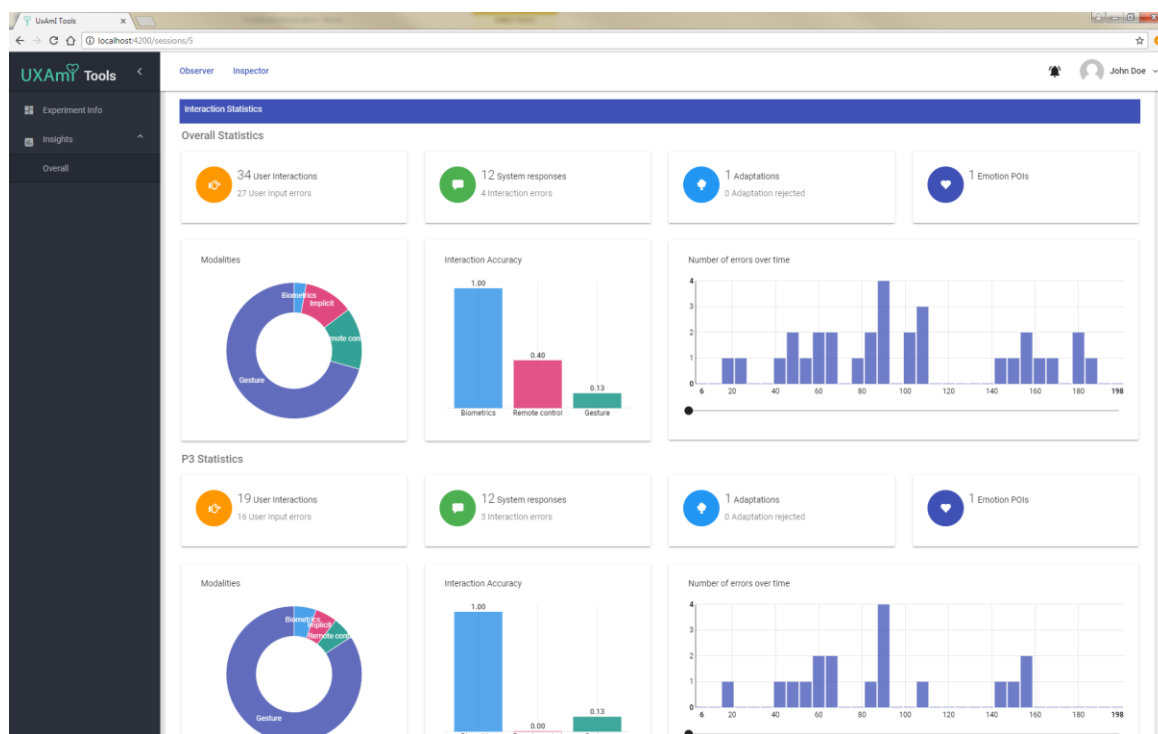 UxAmI Tools
localhost:4200/sessions/5
UXAmI Tools
Observer Inspector
John Doe
Experiment Info
Insights
Overall
Interaction Statistics
Overall Statistics
34 User Interactions
27 User Input errors
12 System responses
4 Interaction errors
1 Adaptations
0 Adaptation rejected
1 Emotion POIs
Modalities
Biometrics
Implicit
mote con
Gesture
Interaction Accuracy
1.00
0.40
0.13
Biometrics Remote control Gesture
Number of errors over time
4
3
2
1
0
6 20 40 60 80 100 120 140 160 180 198
P3 Statistics
19 User Interactions
16 User Input errors
12 System responses
3 Interaction errors
1 Adaptations
0 Adaptation rejected
1 Emotion POIs
Modalities
Biometrics
Implicit
Remote cont
Gesture
Interaction Accuracy
1.00
0.00
0.13
Number of errors over time
4
3
2
1
0
6 20 40 60 80 100 120 140 160 180 198